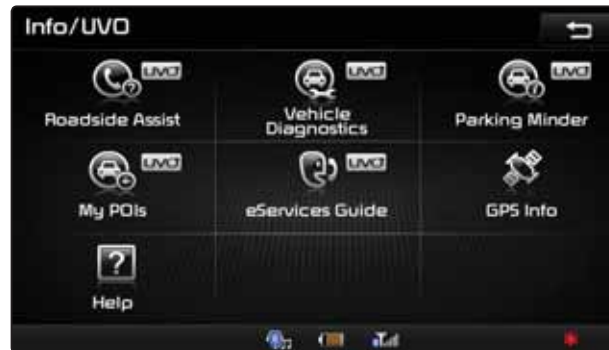 Info/UVO
UVO
UVO
UVO
Roadside Assist
Vehicle
Diagnostics
Parking Minder
UVO
UVO
My POIs
eServices Guide
GPS Info
?
Help